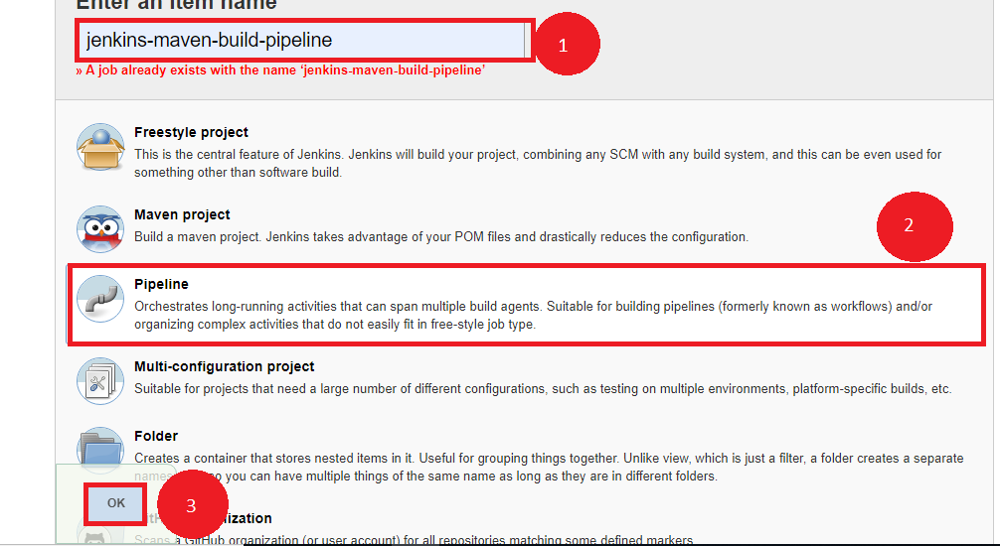 Enter an item name
jenkins-maven-build-pipeline
1
» A job already exists with the name ‘jenkins-maven-build-pipeline’
Freestyle project
This is the central feature of Jenkins. Jenkins will build your project, combining any SCM with any build system, and this can be even used for
something other than software build.
Maven project
Build a maven project. Jenkins takes advantage of your POM files and drastically reduces the configuration.
2
Pipeline
Orchestrates long-running activities that can span multiple build agents. Suitable for building pipelines (formerly known as workflows) and/or
organizing complex activities that do not easily fit in free-style job type.
Multi-configuration project
Suitable for projects that need a large number of different configurations, such as testing on multiple environments, platform-specific builds, etc.
Folder
Creates a container that stores nested items in it. Useful for grouping things together. Unlike view, which is just a filter, a folder creates a separate
you can have multiple things of the same name as long as they are in different folders.
OK
3
Scans a GitHub organization (or user account) for all repositories matching some defined markers.